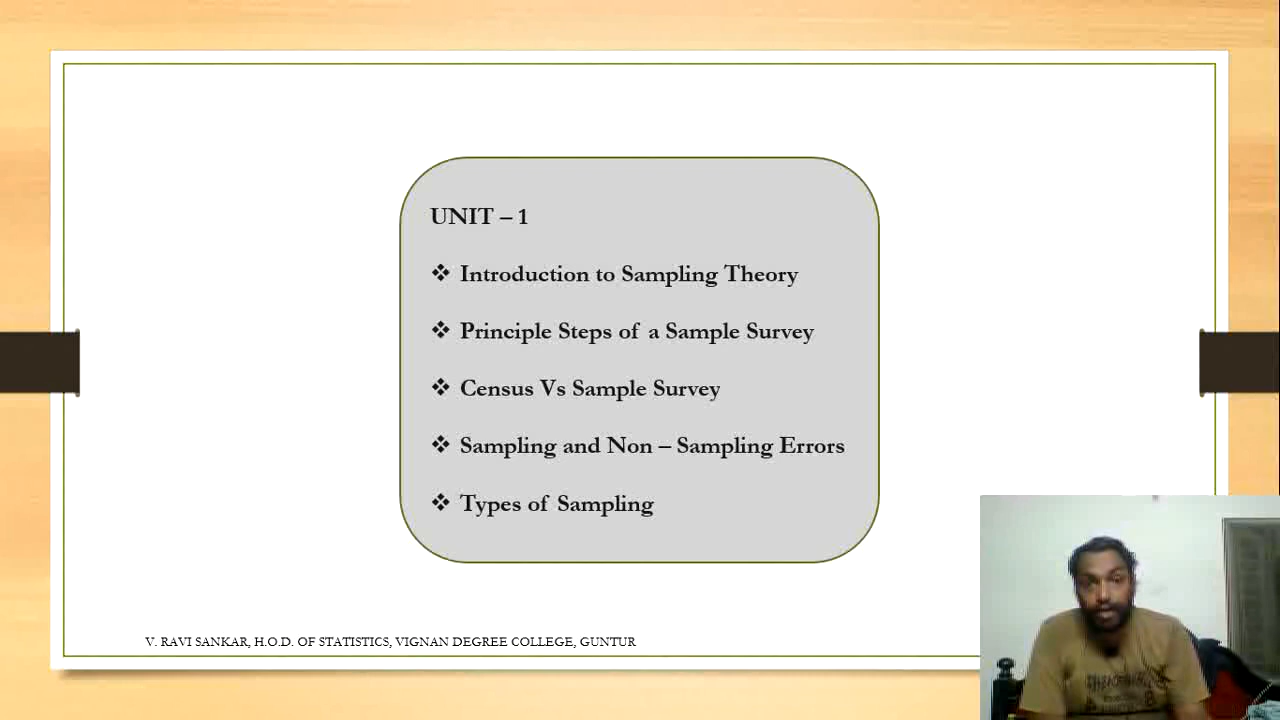 UNIT – 1
❖ Introduction to Sampling Theory
❖ Principle Steps of a Sample Survey
❖ Census Vs Sample Survey
❖ Sampling and Non – Sampling Errors
❖ Types of Sampling
V. RAVI SANKAR, H.O.D. OF STATISTICS, VIGNAN DEGREE COLLEGE, GUNTUR